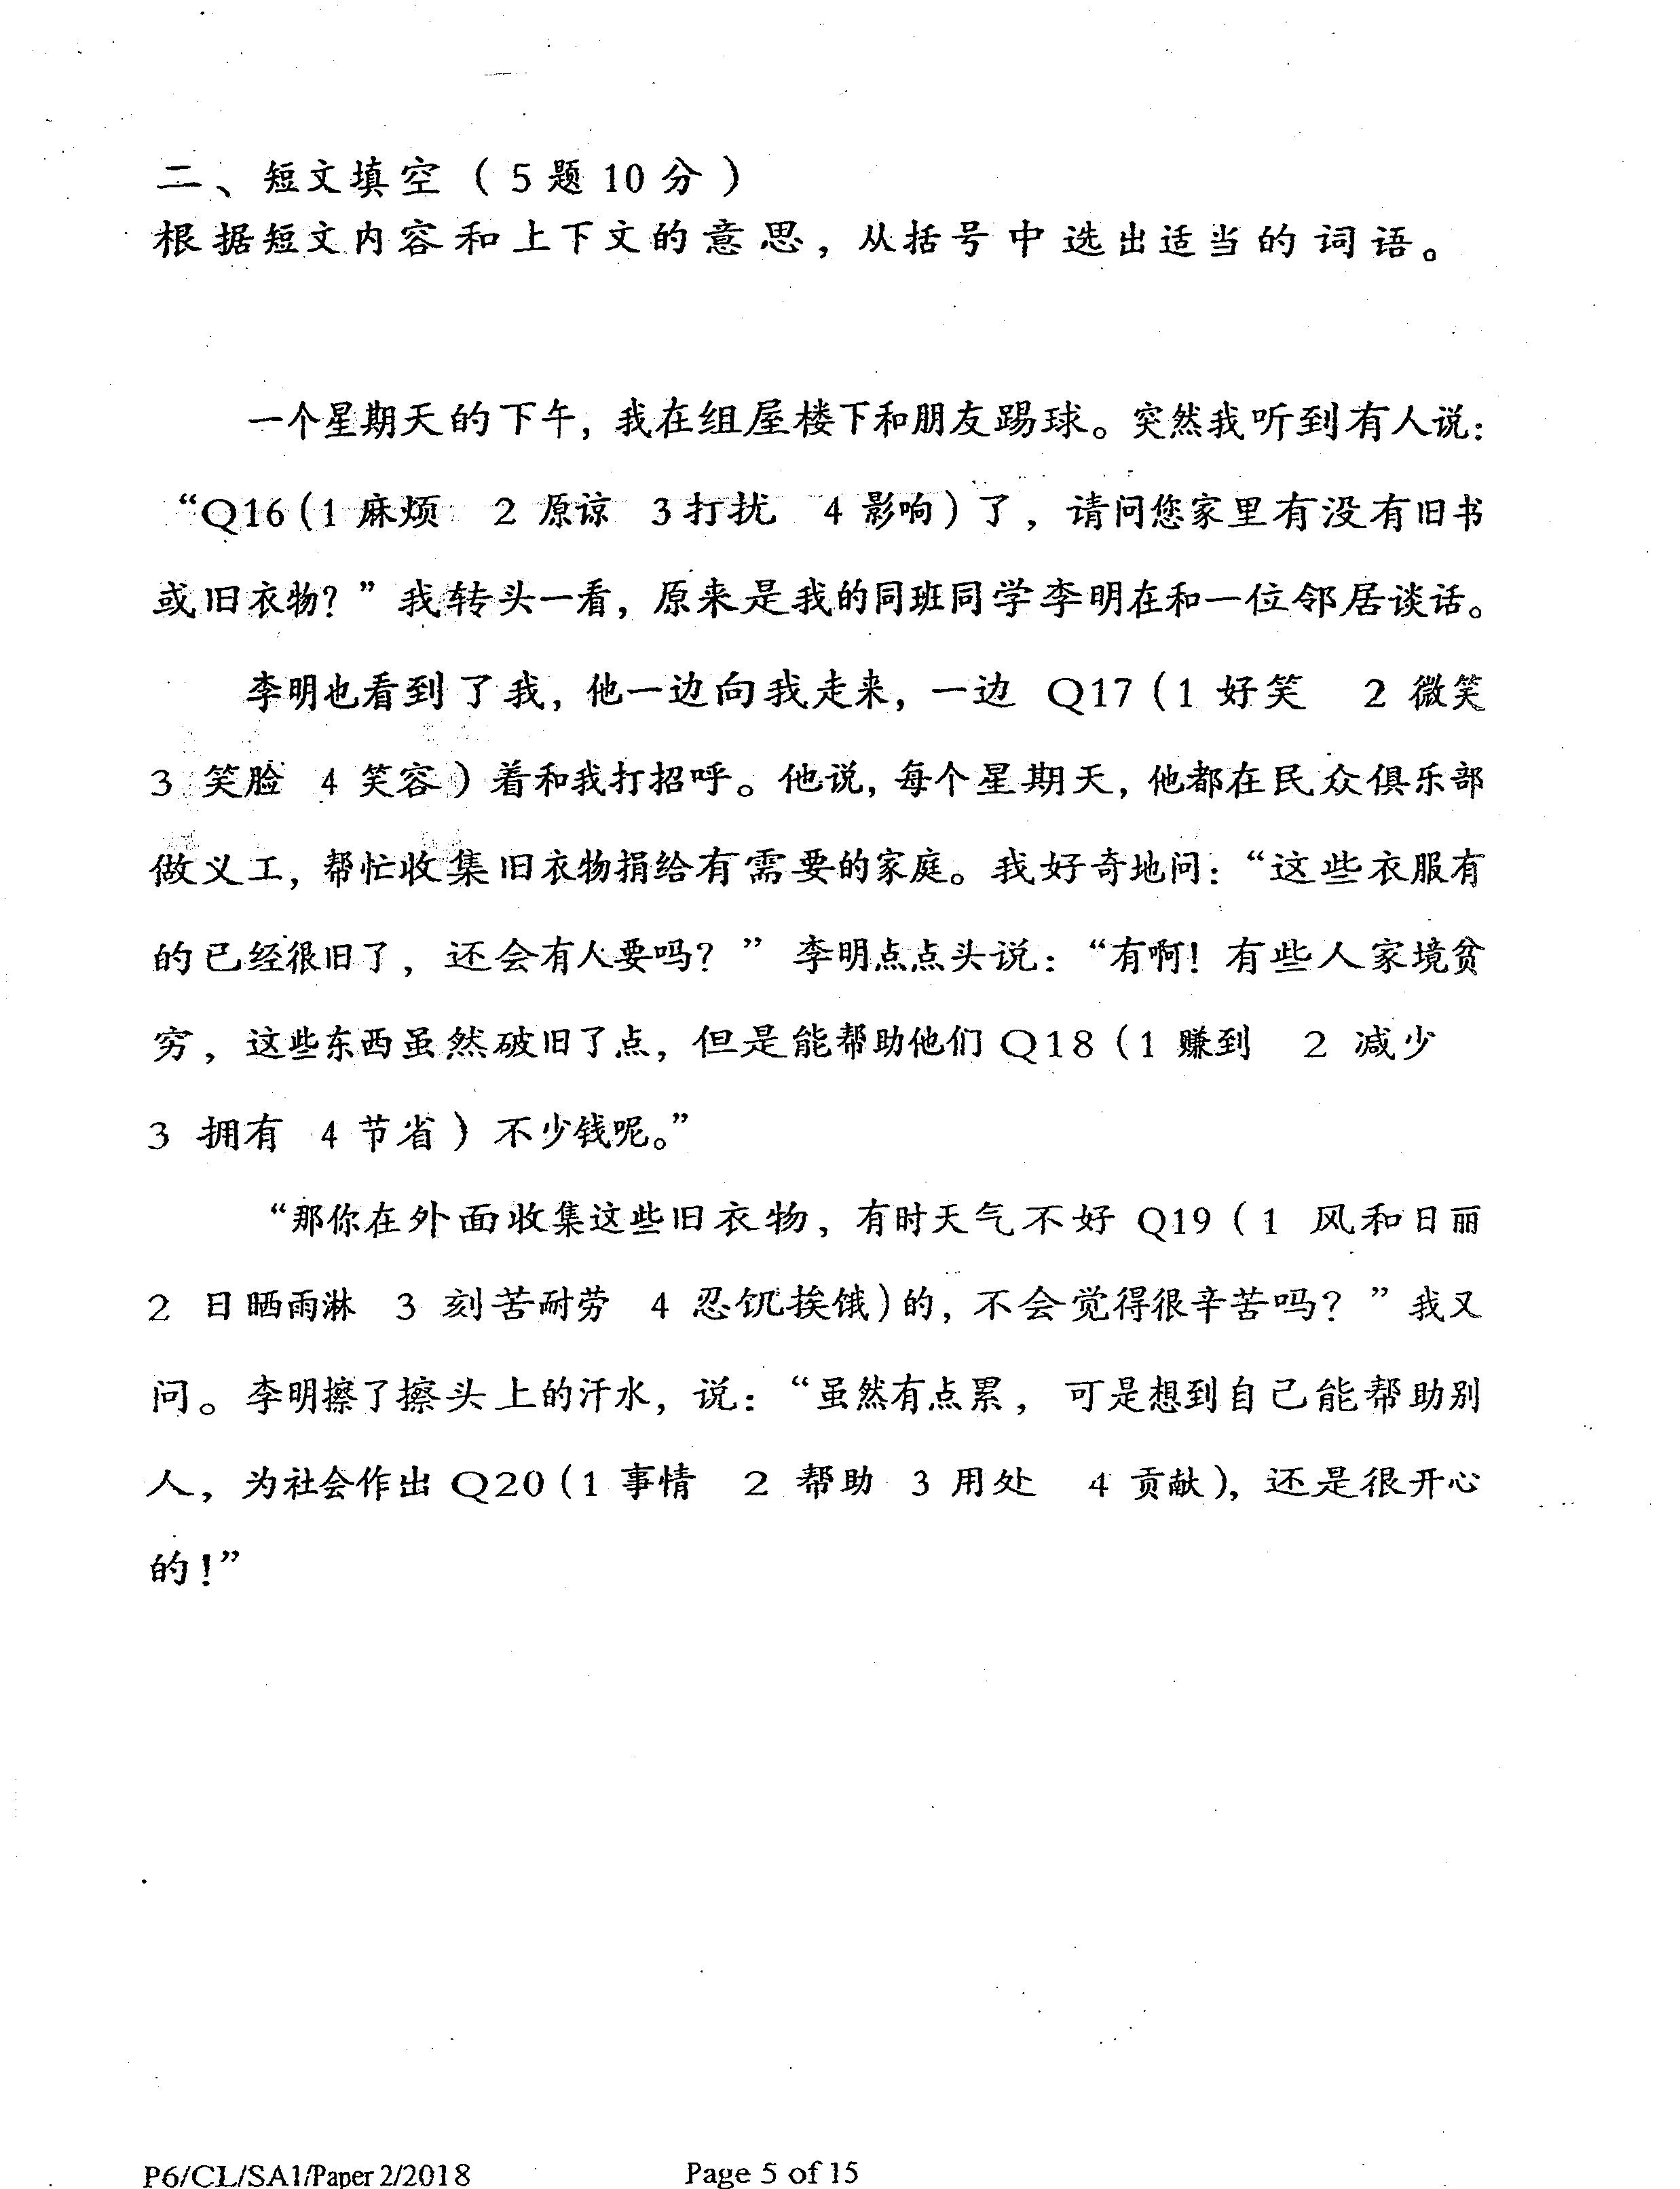 二、短文填空（5题10分）
根据短文内容和上下文的意思，从括号中选出适当的词语。
一个星期天的下午，我在组屋楼下和朋友踢球。突然我听到有人说：
“Q16（1 麻烦 2 原谅 3打扰 4 影响）了，请问您家里有没有旧书
或旧衣物？”我转头一看，原来是我的同班同学李明在和一位邻居谈话。
李明也看到了我，他一边向我走来，一边 Q17（1 好笑 2 微笑
3 笑脸 4 笑容）着和我打招呼。他说，每个星期天，他都在民众俱乐部
做义工，帮忙收集旧衣物捐给有需要的家庭。我好奇地问：“这些衣服有
的已经很旧了，还会有人要吗？”李明点点头说：“有啊！有些人家境贫
穷，这些东西虽然破旧了点，但是能帮助他们 Q18（1 赚到 2 减少
3 拥有 4 节省）不少钱呢。”
“那你在外面收集这些旧衣物，有时天气不好 Q19（1 风和日丽
2 日晒雨淋 3 刻苦耐劳 4 忍饥挨饿）的，不会觉得很辛苦吗？”我又
问。李明擦了擦头上的汗水，说：“虽然有点累，可是想到自己能帮助别
人，为社会作出 Q20（1 事情 2 帮助 3 用处 4 贡献），还是很开心
的！”
P6/CL/SA1/Paper 2/2018 Page 5 of 15